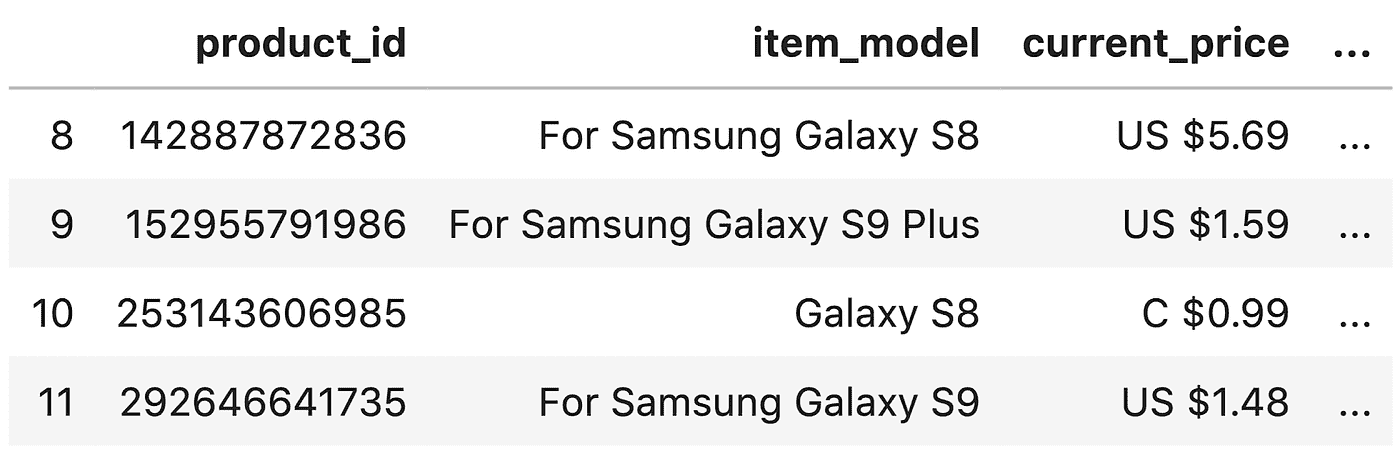 product_id item_model current_price ...
8 142887872836 For Samsung Galaxy S8 US $5.69 ...
9 152955791986 For Samsung Galaxy S9 Plus US $1.59 ...
10 253143606985 Galaxy S8 C $0.99 ...
11 292646641735 For Samsung Galaxy S9 US $1.48 ...